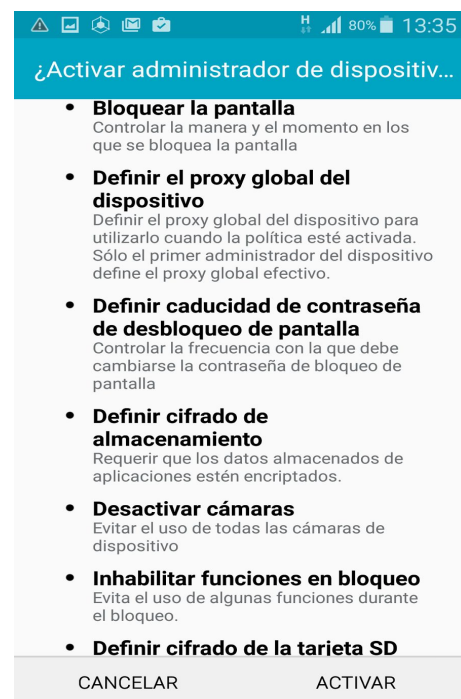 H 80% 13:35
¿Activar administrador de dispositiv...
• Bloquear la pantalla
Controlar la manera y el momento en los
que se bloquea la pantalla
• Definir el proxy global del
dispositivo
Definir el proxy global del dispositivo para
utilizarlo cuando la política esté activada.
Sólo el primer administrador del dispositivo
define el proxy global efectivo.
• Definir caducidad de contraseña
de desbloqueo de pantalla
Controlar la frecuencia con la que debe
cambiarse la contraseña de bloqueo de
pantalla
• Definir cifrado de
almacenamiento
Requerir que los datos almacenados de
aplicaciones estén encriptados.
• Desactivar cámaras
Evitar el uso de todas las cámaras de
dispositivo
• Inhabilitar funciones en bloqueo
Evita el uso de algunas funciones durante
el bloqueo.
• Definir cifrado de la tarjeta SD
CANCELAR ACTIVAR